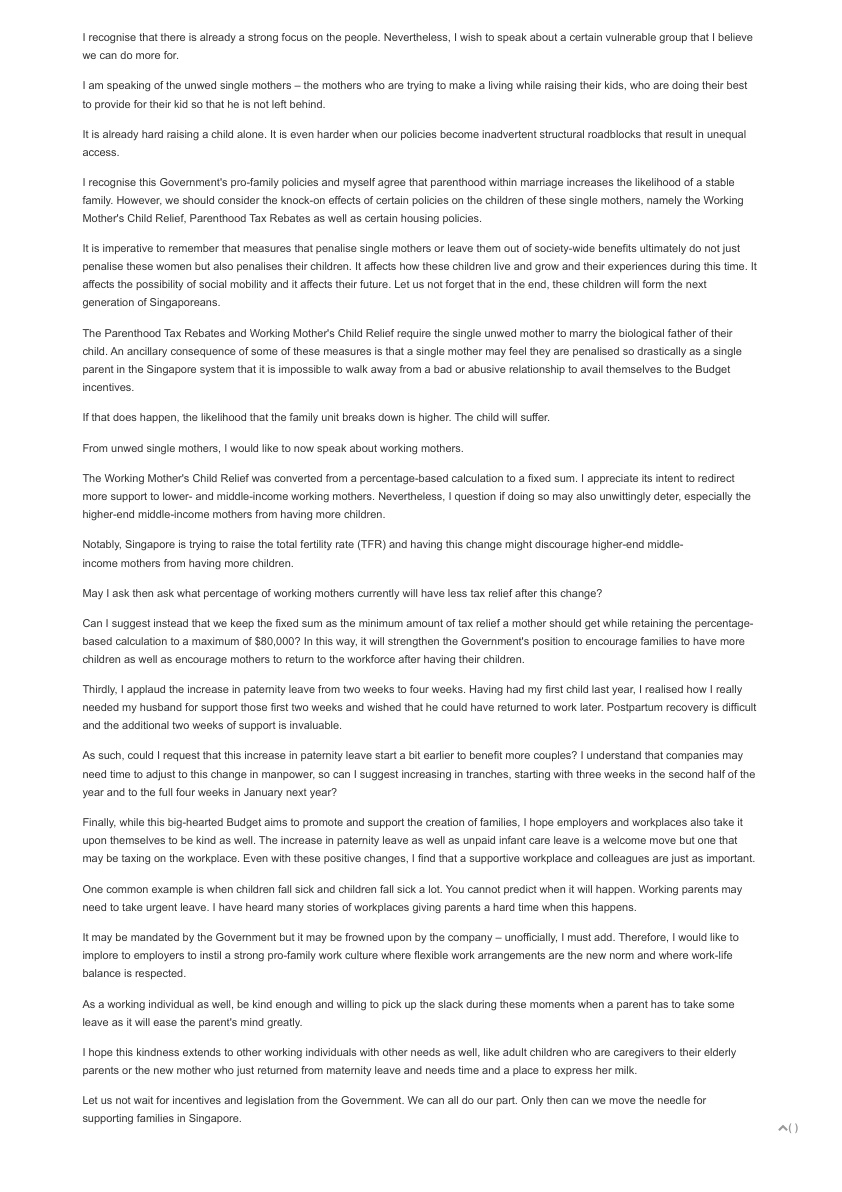 I recognise that there is already a strong focus on the people. Nevertheless, I wish to speak about a certain vulnerable group that I believe
we can do more for.
I am speaking of the unwed single mothers – the mothers who are trying to make a living while raising their kids, who are doing their best
to provide for their kid so that he is not left behind.
It is already hard raising a child alone. It is even harder when our policies become inadvertent structural roadblocks that result in unequal
access.
I recognise this Government's pro-family policies and myself agree that parenthood within marriage increases the likelihood of a stable
family. However, we should consider the knock-on effects of certain policies on the children of these single mothers, namely the Working
Mother's Child Relief, Parenthood Tax Rebates as well as certain housing policies.
It is imperative to remember that measures that penalise single mothers or leave them out of society-wide benefits ultimately do not just
penalise these women but also penalises their children. It affects how these children live and grow and their experiences during this time. It
affects the possibility of social mobility and it affects their future. Let us not forget that in the end, these children will form the next
generation of Singaporeans.
The Parenthood Tax Rebates and Working Mother's Child Relief require the single unwed mother to marry the biological father of their
child. An ancillary consequence of some of these measures is that a single mother may feel they are penalised so drastically as a single
parent in the Singapore system that it is impossible to walk away from a bad or abusive relationship to avail themselves to the Budget
incentives.
If that does happen, the likelihood that the family unit breaks down is higher. The child will suffer.
From unwed single mothers, I would like to now speak about working mothers.
The Working Mother's Child Relief was converted from a percentage-based calculation to a fixed sum. I appreciate its intent to redirect
more support to lower- and middle-income working mothers. Nevertheless, I question if doing so may also unwittingly deter, especially the
higher-end middle-income mothers from having more children.
Notably, Singapore is trying to raise the total fertility rate (TFR) and having this change might discourage higher-end middle-
income mothers from having more children.
May I ask then ask what percentage of working mothers currently will have less tax relief after this change?
Can I suggest instead that we keep the fixed sum as the minimum amount of tax relief a mother should get while retaining the percentage-
based calculation to a maximum of $80,000? In this way, it will strengthen the Government's position to encourage families to have more
children as well as encourage mothers to return to the workforce after having their children.
Thirdly, I applaud the increase in paternity leave from two weeks to four weeks. Having had my first child last year, I realised how I really
needed my husband for support those first two weeks and wished that he could have returned to work later. Postpartum recovery is difficult
and the additional two weeks of support is invaluable.
As such, could I request that this increase in paternity leave start a bit earlier to benefit more couples? I understand that companies may
need time to adjust to this change in manpower, so can I suggest increasing in tranches, starting with three weeks in the second half of the
year and to the full four weeks in January next year?
Finally, while this big-hearted Budget aims to promote and support the creation of families, I hope employers and workplaces also take it
upon themselves to be kind as well. The increase in paternity leave as well as unpaid infant care leave is a welcome move but one that
may be taxing on the workplace. Even with these positive changes, I find that a supportive workplace and colleagues are just as important.
One common example is when children fall sick and children fall sick a lot. You cannot predict when it will happen. Working parents may
need to take urgent leave. I have heard many stories of workplaces giving parents a hard time when this happens.
It may be mandated by the Government but it may be frowned upon by the company – unofficially, I must add. Therefore, I would like to
implore to employers to instil a strong pro-family work culture where flexible work arrangements are the new norm and where work-life
balance is respected.
As a working individual as well, be kind enough and willing to pick up the slack during these moments when a parent has to take some
leave as it will ease the parent's mind greatly.
I hope this kindness extends to other working individuals with other needs as well, like adult children who are caregivers to their elderly
parents or the new mother who just returned from maternity leave and needs time and a place to express her milk.
Let us not wait for incentives and legislation from the Government. We can all do our part. Only then can we move the needle for
supporting families in Singapore.
( )